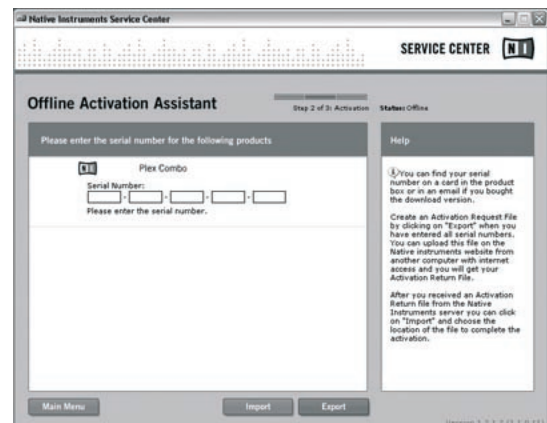 Native Instruments Service Center
SERVICE CENTER NI
Offline Activation Assistant
Step 2 of 3: Activation
Status: Offline
Please enter the serial number for the following products
NI Plex Combo
Serial Number:
- - - -
Please enter the serial number.
Help
You can find your serial
number on a card in the product
box or in an email if you bought
the download version.
Create an Activation Request File
by clicking on "Export" when you
have entered all serial numbers.
You can upload this file on the
Native instruments website from
another computer with internet
access and you will get your
Activation Return File.
After you received an Activation
Return file from the Native
Instruments server you can click
on "Import" and choose the
location of the file to complete the
activation.
Main Menu
Import
Export